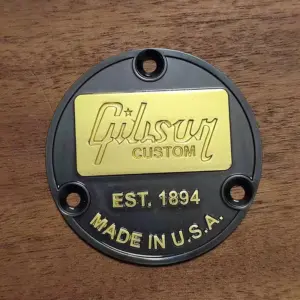 Gibson
CUSTOM
EST. 1894
MADE IN U.S.A.